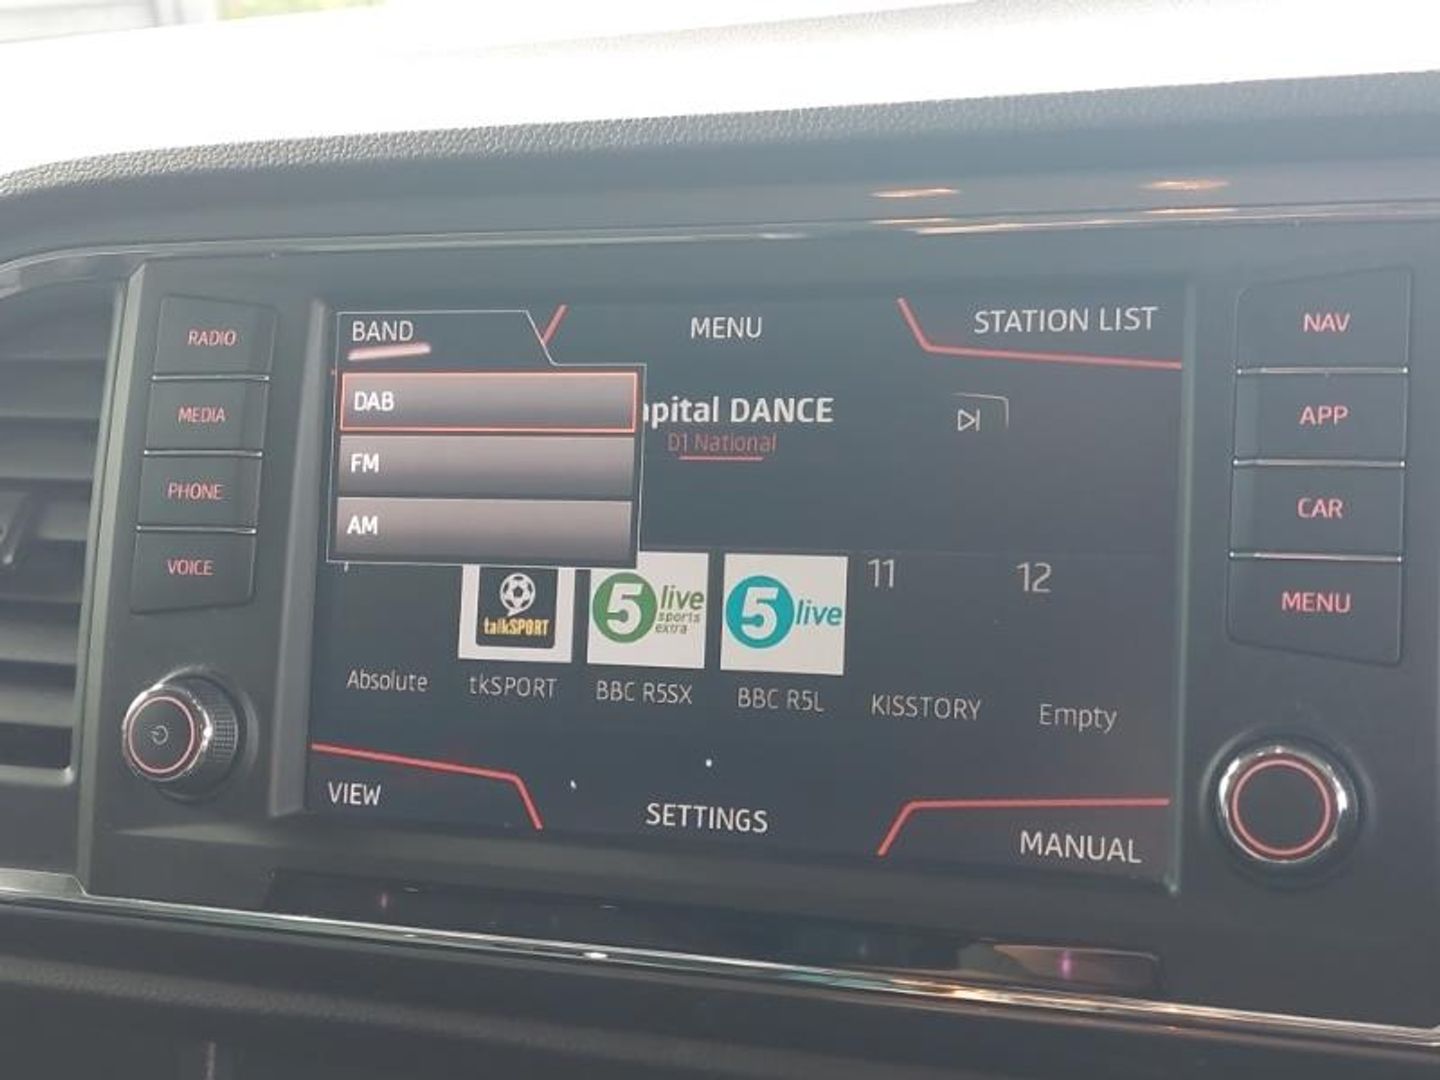 RADIO
MEDIA
PHONE
VOICE
BAND
MENU
STATION LIST
DAB
FM
AM
apital DANCE
D1 National
talkSPORT
5 live sports extra
5 live
11
12
Absolute
tkSPORT
BBC R5SX
BBC R5L
KISSTORY
Empty
VIEW
SETTINGS
MANUAL
NAV
APP
CAR
MENU